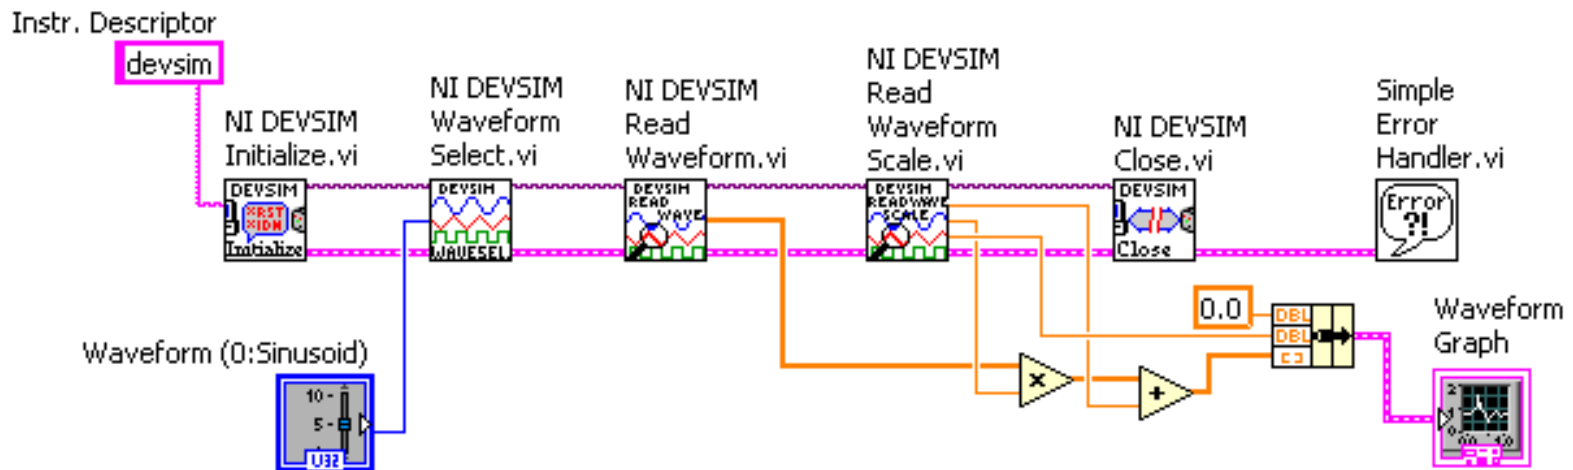 Instr. Descriptor
devsim
NI DEVSIM
Initialize.vi
NI DEVSIM
Waveform
Select.vi
NI DEVSIM
Read
Waveform.vi
NI DEVSIM
Read
Waveform
Scale.vi
NI DEVSIM
Close.vi
Simple
Error
Handler.vi
DEVSIM
*RST
*IDN
Initialize
DEVSIM
WAVESEL
DEVSIM
READ
WAVE
DEVSIM
READWAVE
SCALE
DEVSIM
Close
Error
?!
Waveform (0:Sinusoid)
10
5
U32
x
+
0.0
DBL
DBL
Waveform
Graph